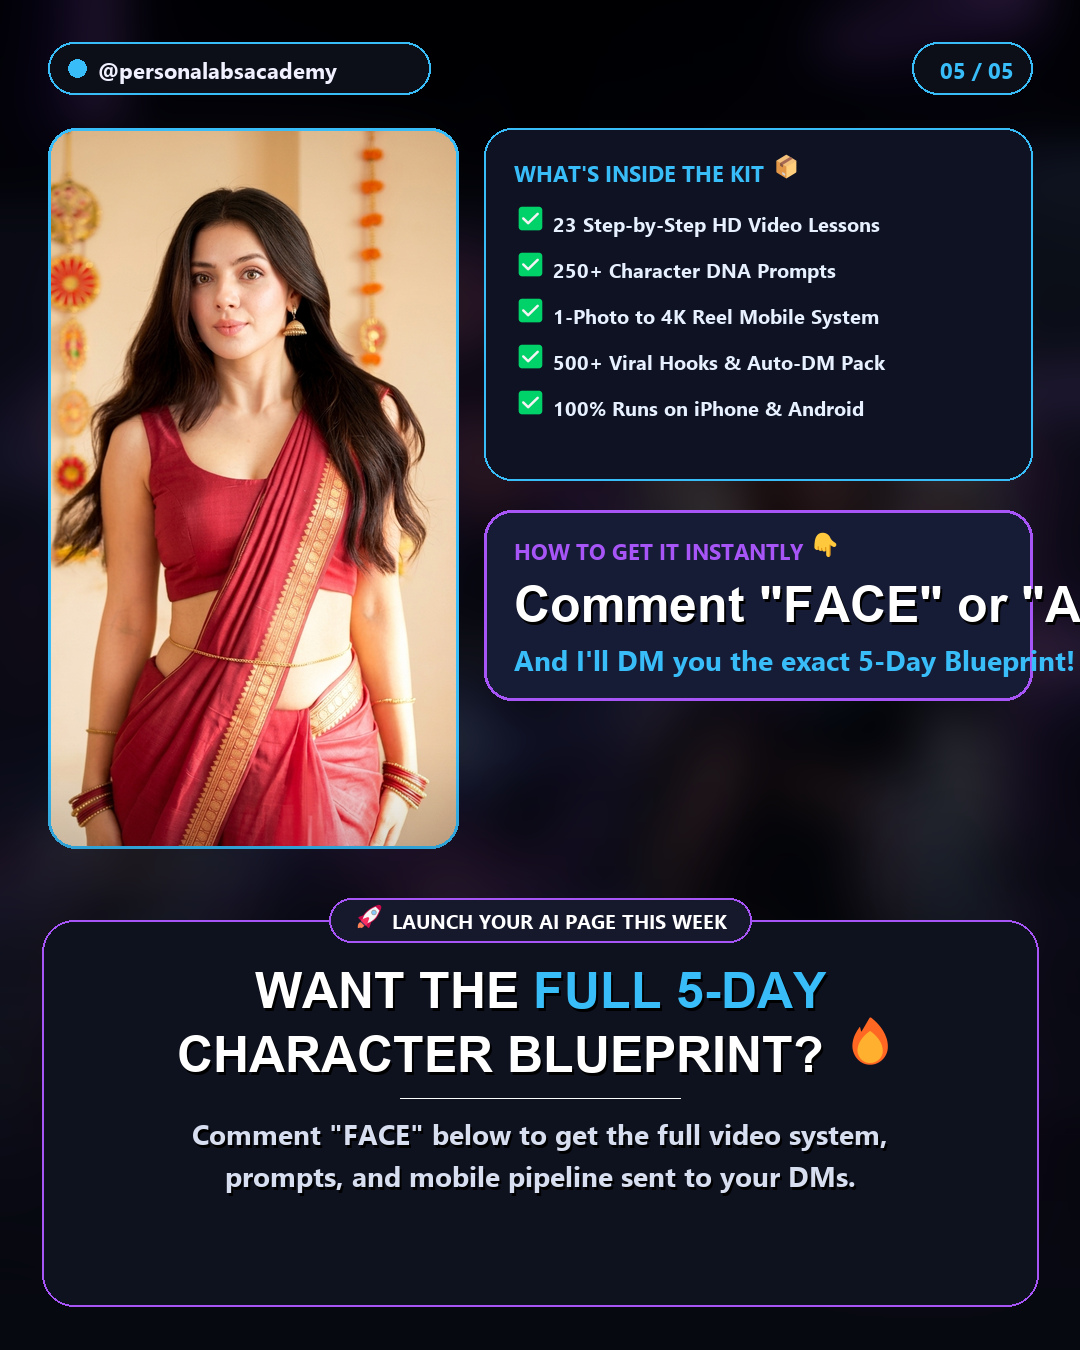 @personalabsacademy
05 / 05
WHAT'S INSIDE THE KIT 📦
✅ 23 Step-by-Step HD Video Lessons
✅ 250+ Character DNA Prompts
✅ 1-Photo to 4K Reel Mobile System
✅ 500+ Viral Hooks & Auto-DM Pack
✅ 100% Runs on iPhone & Android
HOW TO GET IT INSTANTLY 👇
Comment "FACE" or "A
And I'll DM you the exact 5-Day Blueprint!
🚀 LAUNCH YOUR AI PAGE THIS WEEK
WANT THE FULL 5-DAY
CHARACTER BLUEPRINT? 🔥
Comment "FACE" below to get the full video system,
prompts, and mobile pipeline sent to your DMs.